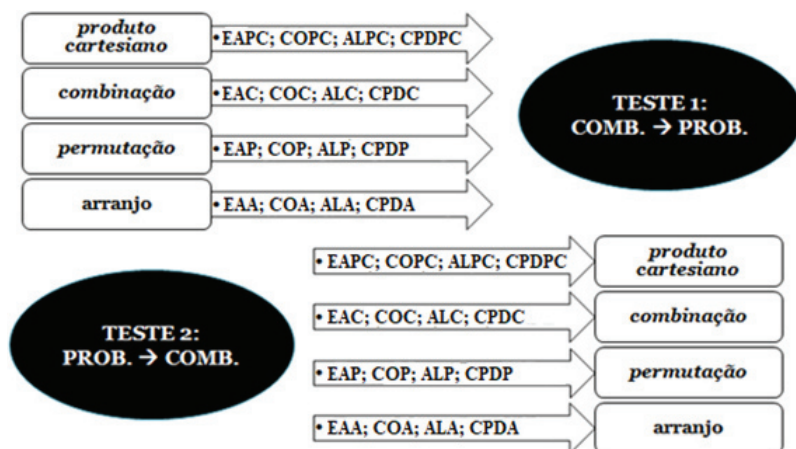 produto
cartesiano
• EAPC; COPC; ALPC; CPDPC
combinação
• EAC; COC; ALC; CPDC
permutação
• EAP; COP; ALP; CPDP
arranjo
• EAA; COA; ALA; CPDA
TESTE 1:
COMB. → PROB.
TESTE 2:
PROB. → COMB.
• EAPC; COPC; ALPC; CPDPC
produto
cartesiano
• EAC; COC; ALC; CPDC
combinação
• EAP; COP; ALP; CPDP
permutação
• EAA; COA; ALA; CPDA
arranjo